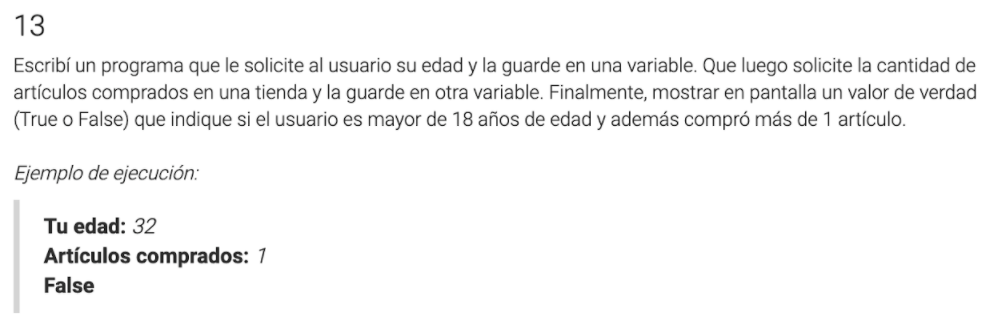 13
Escribí un programa que le solicite al usuario su edad y la guarde en una variable. Que luego solicite la cantidad de
artículos comprados en una tienda y la guarde en otra variable. Finalmente, mostrar en pantalla un valor de verdad
(True o False) que indique si el usuario es mayor de 18 años de edad y además compró más de 1 artículo.
Ejemplo de ejecución:
Tu edad: 32
Artículos comprados: 1
False